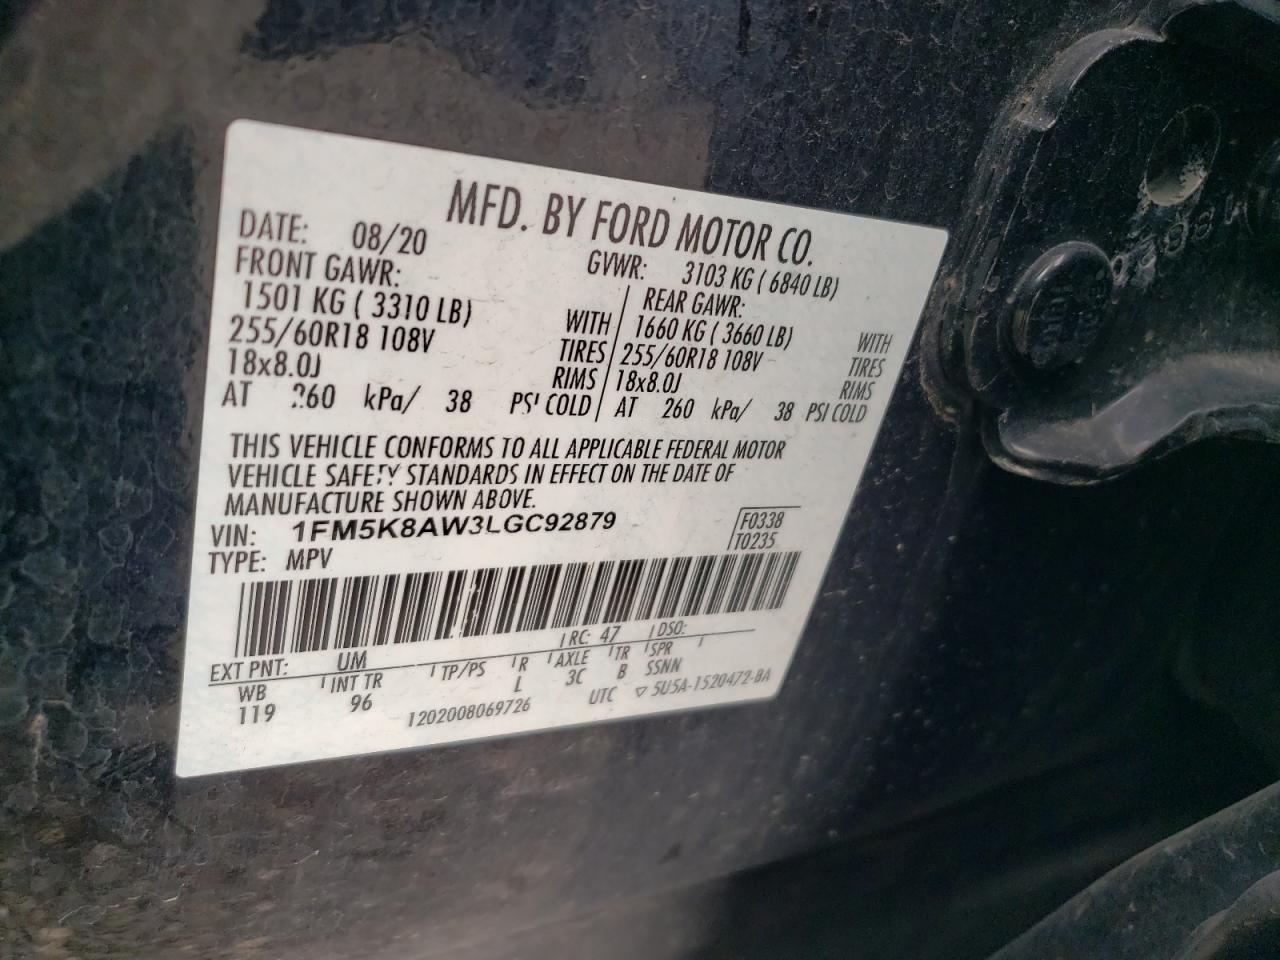 MFD. BY FORD MOTOR CO.
DATE: 08/20 GVWR: 3103 KG ( 6840 LB)
FRONT GAWR: REAR GAWR:
1501 KG ( 3310 LB) WITH 1660 KG ( 3660 LB) WITH
255/60R18 108V TIRES 255/60R18 108V TIRES
18x8.0J RIMS 18x8.0J RIMS
AT 260 kPa/ 38 PSI COLD AT 260 kPa/ 38 PSI COLD
THIS VEHICLE CONFORMS TO ALL APPLICABLE FEDERAL MOTOR
VEHICLE SAFETY STANDARDS IN EFFECT ON THE DATE OF
MANUFACTURE SHOWN ABOVE.
VIN: 1FM5K8AW3LGC92879 F0338
TYPE: MPV T0235
EXT PNT: UM RC: 47 DSO:
WB INT TR TP/PS R AXLE TR SPR
119 96 L 3C B SSNN
1202008069726 UTC ▽ 5U5A-1520472-BA